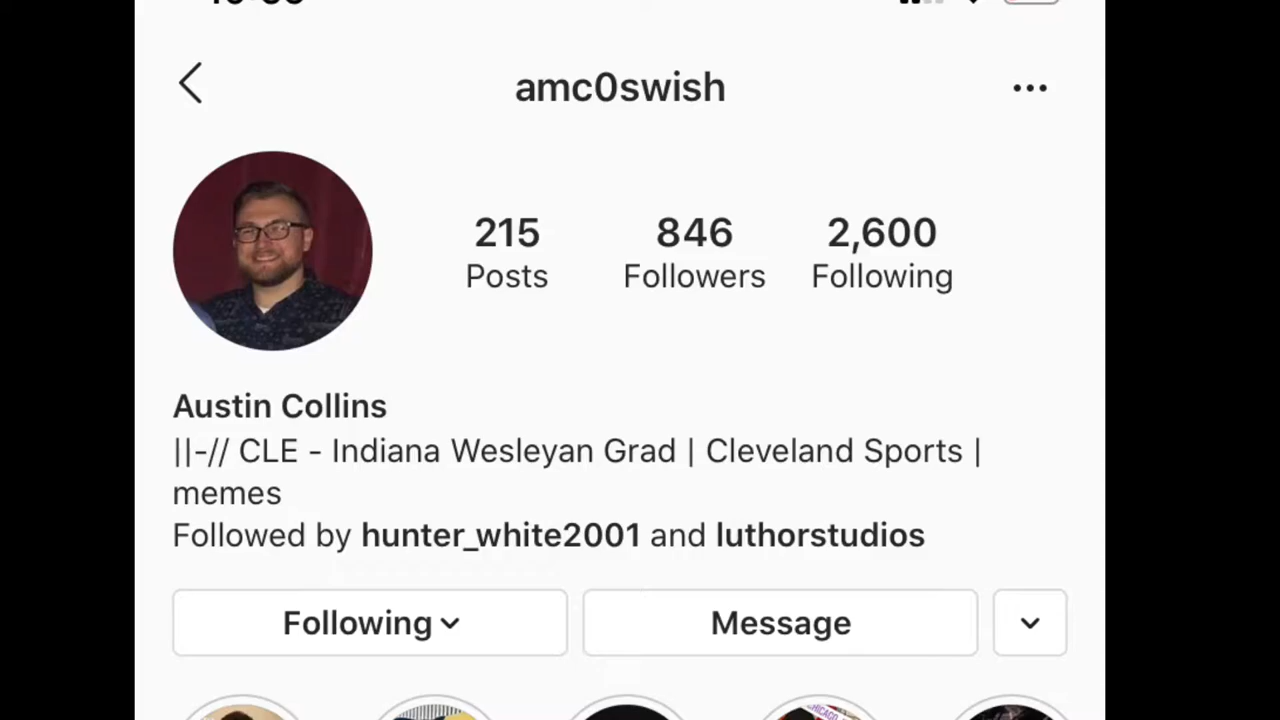 amc0swish
215 846 2,600
Posts Followers Following
Austin Collins
||-// CLE - Indiana Wesleyan Grad | Cleveland Sports |
memes
Followed by hunter_white2001 and luthorstudios
Following Message
CHICAGO